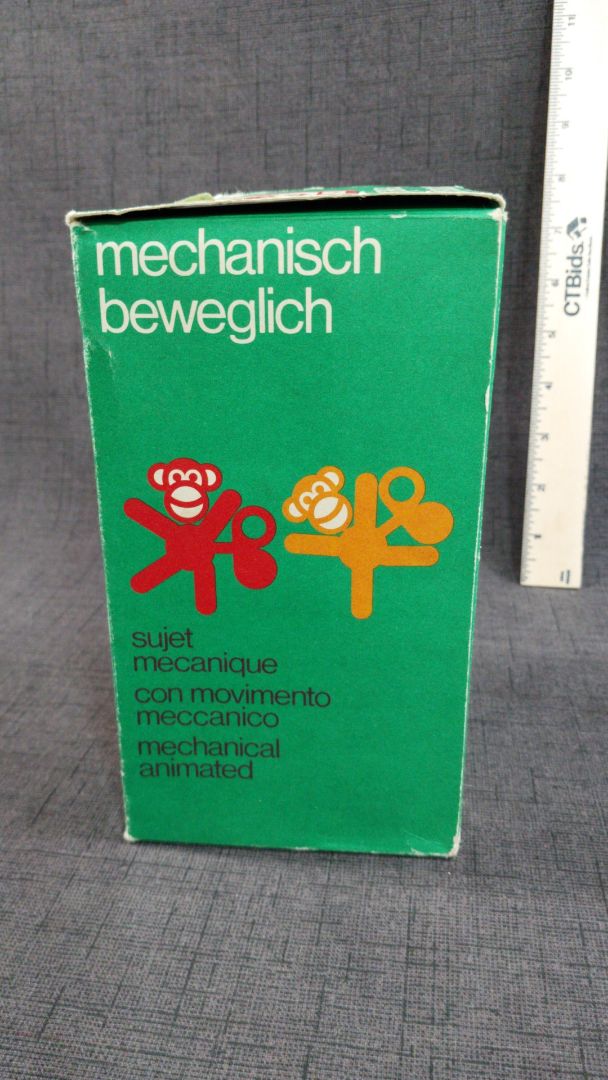 mechanisch
beweglich
sujet
mecanique
con movimento
meccanico
mechanical
animated
CTBids